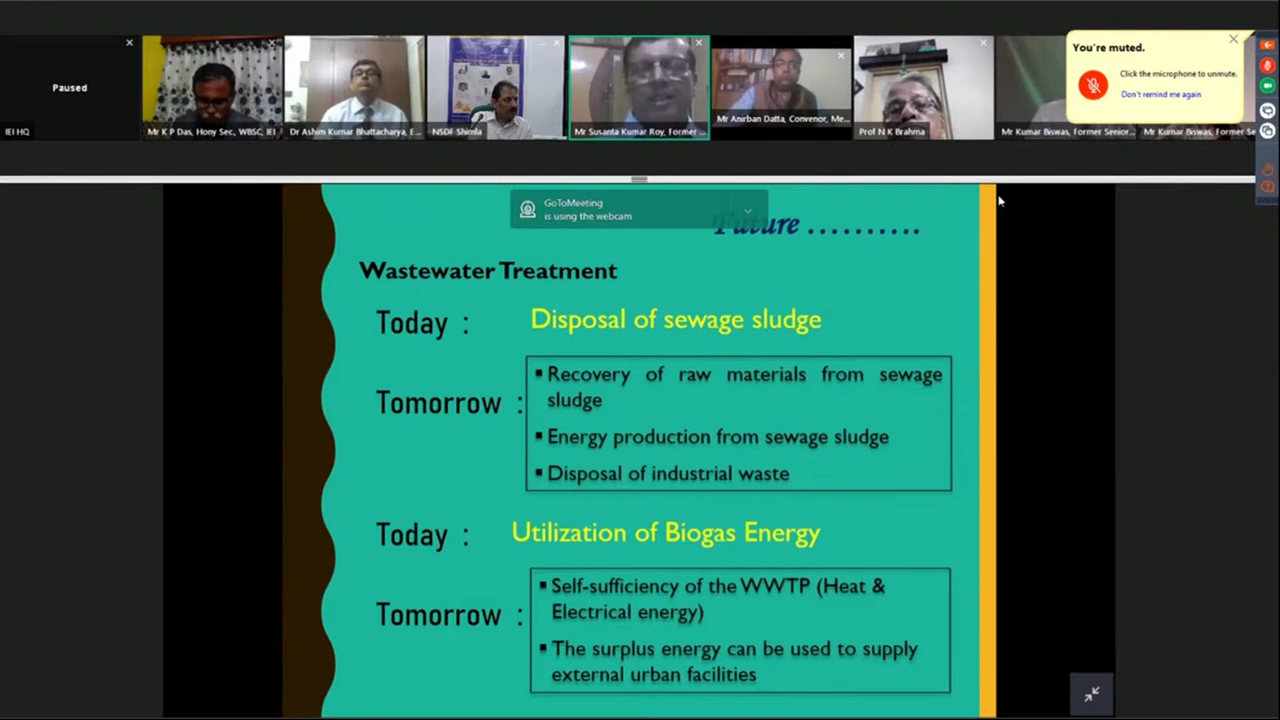 You're muted.
Click the microphone to unmute.
Don't remind me again
Paused
IEI HQ
Mr K P Das, Hony Sec., WBSC, IEI
Dr Ashim Kumar Bhattacharya, E...
NSDF Shimla
Mr Susanta Kumar Roy, Former ...
Mr Anirban Datta, Convenor, Me...
Prof N K Brahma
Mr Kumar Biswas, Former Senior...
Mr Kumar Biswas, Former Se
GoToMeeting
is using the webcam
Future ..........
Wastewater Treatment
Today : Disposal of sewage sludge
Tomorrow :
▪ Recovery of raw materials from sewage
sludge
▪ Energy production from sewage sludge
▪ Disposal of industrial waste
Today : Utilization of Biogas Energy
Tomorrow :
▪ Self-sufficiency of the WWTP (Heat &
Electrical energy)
▪ The surplus energy can be used to supply
external urban facilities